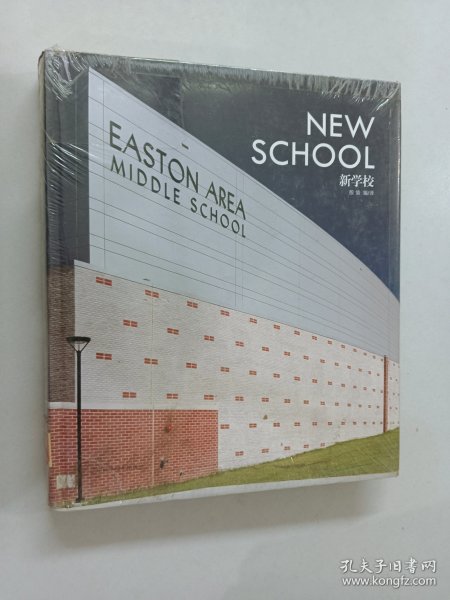 NEW
SCHOOL
新学校
EASTON AREA
MIDDLE SCHOOL
孔夫子旧书网
www.kongfz.com